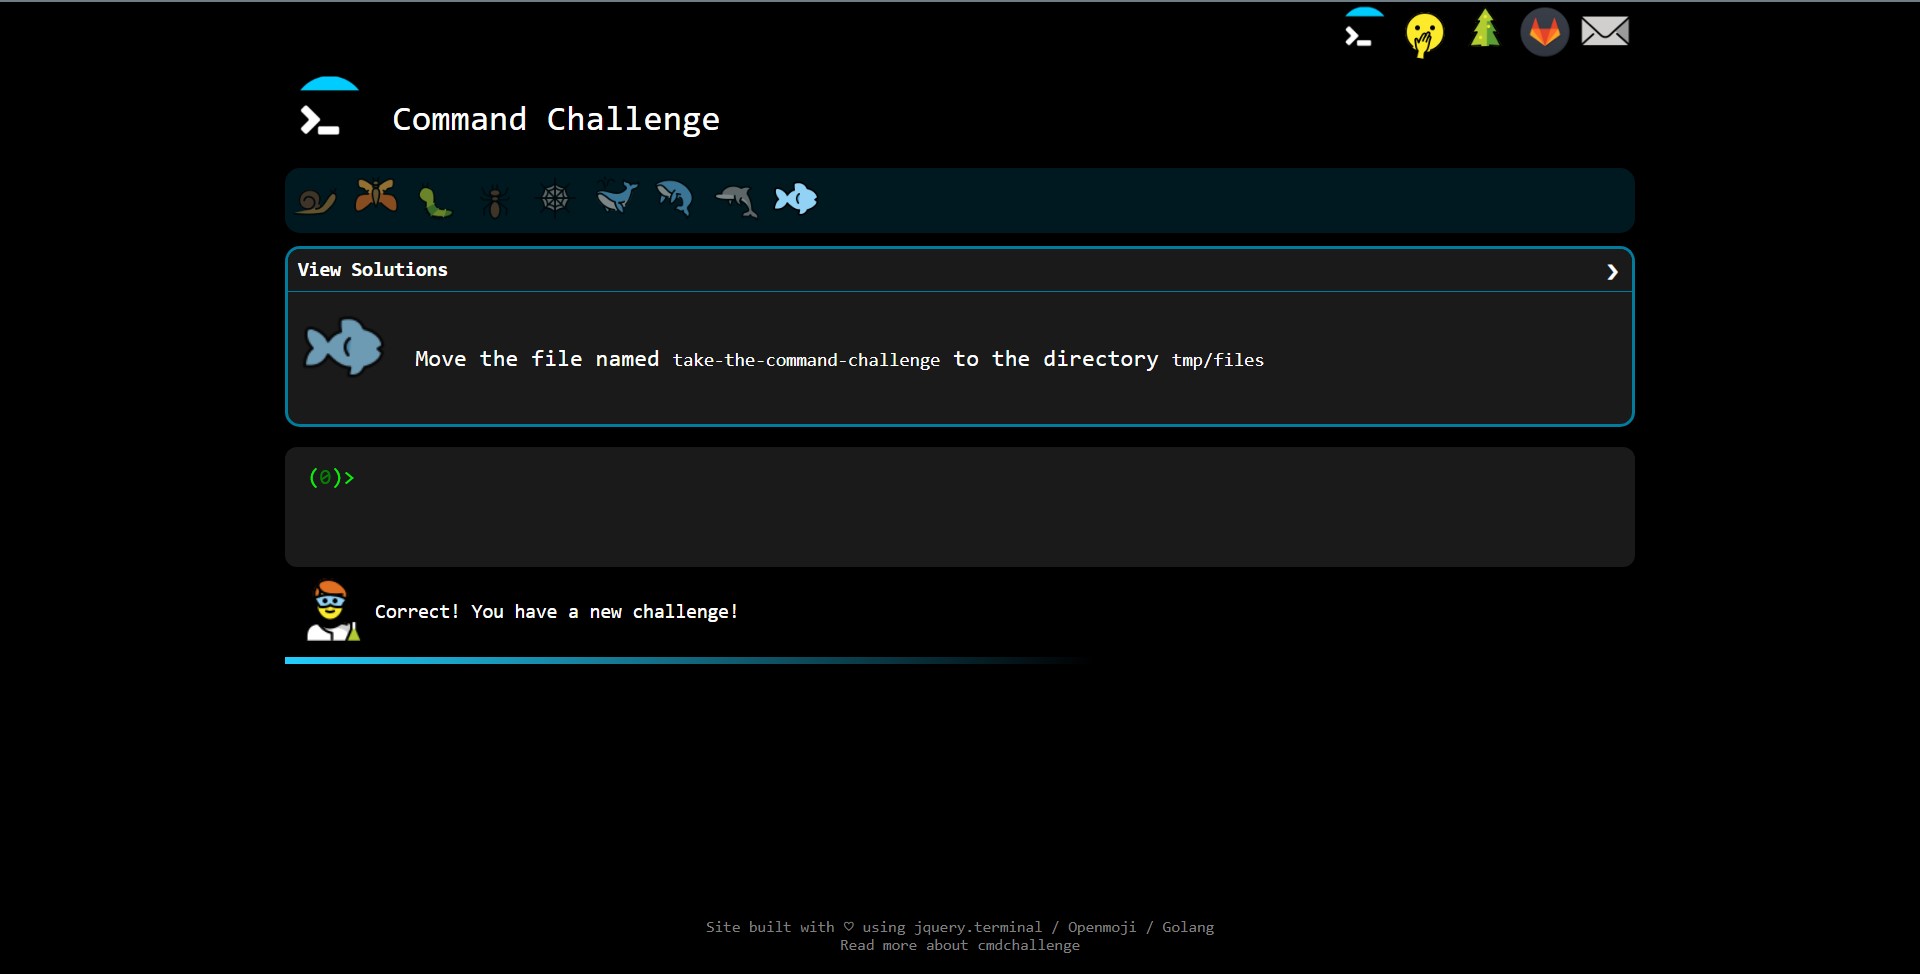 Command Challenge
View Solutions ❯
Move the file named take-the-command-challenge to the directory tmp/files
(0)>
Correct! You have a new challenge!
Site built with ♡ using jquery.terminal / Openmoji / Golang
Read more about cmdchallenge